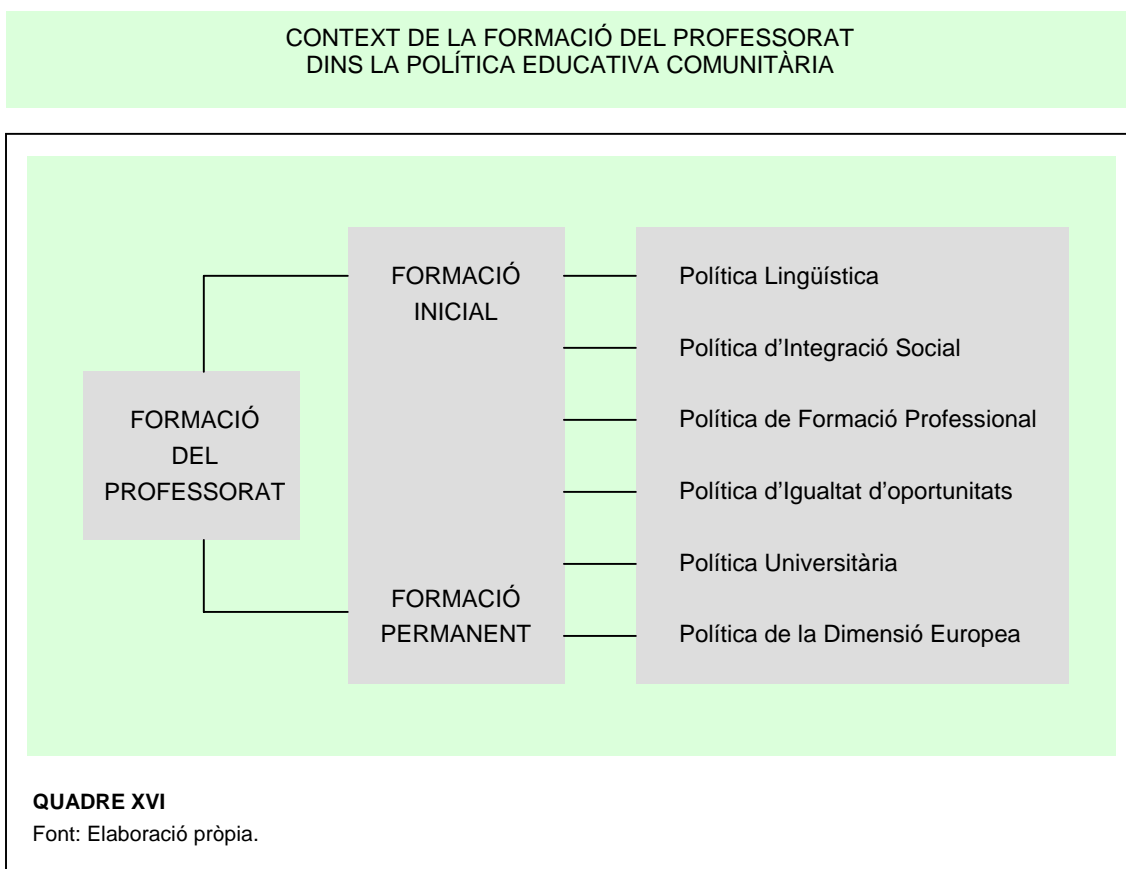 CONTEXT DE LA FORMACIÓ DEL PROFESSORAT
DINS LA POLÍTICA EDUCATIVA COMUNITÀRIA
FORMACIÓ
DEL
PROFESSORAT
FORMACIÓ
INICIAL
FORMACIÓ
PERMANENT
Política Lingüística
Política d’Integració Social
Política de Formació Professional
Política d’Igualtat d’oportunitats
Política Universitària
Política de la Dimensió Europea
QUADRE XVI
Font: Elaboració pròpia.